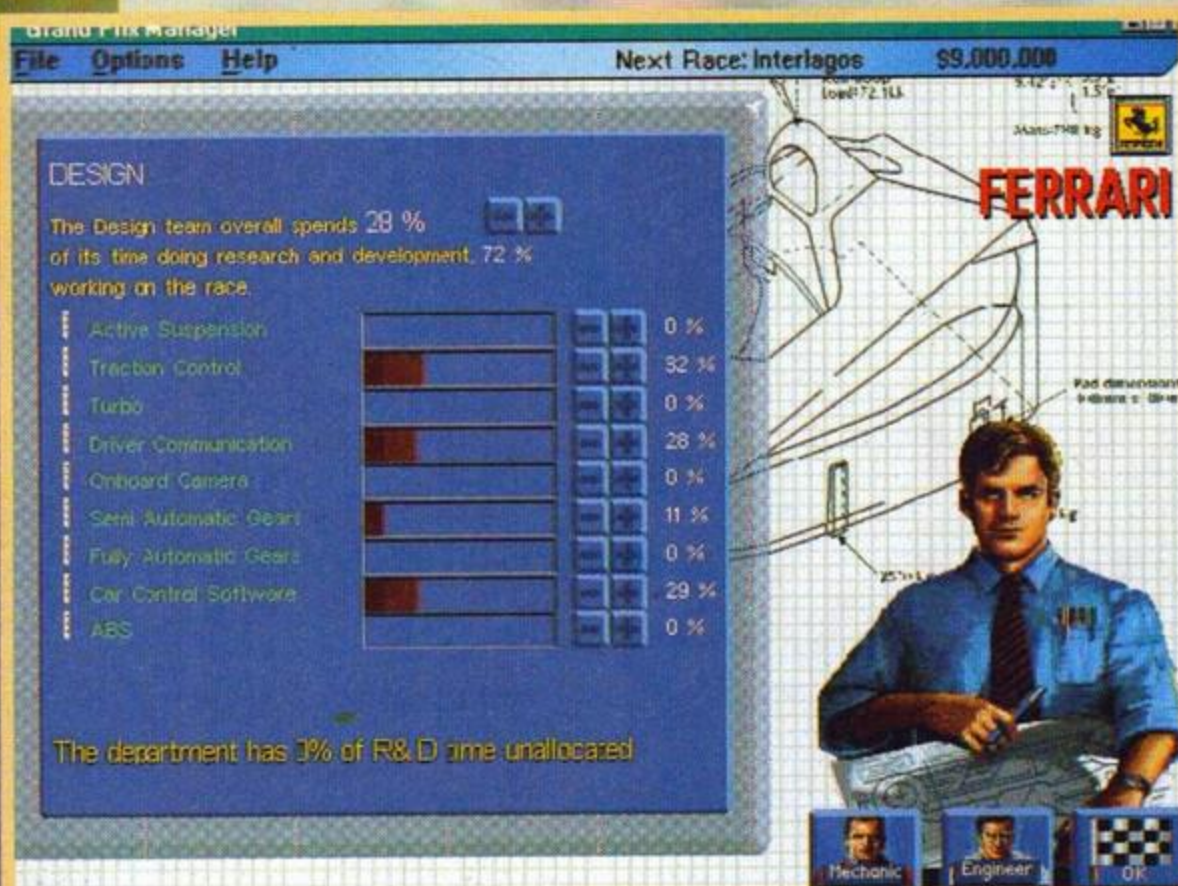 Grand Prix Manager
File Options Help Next Race: Interlagos $9,000,000
FERRARI
DESIGN
The Design team overall spends 28 %
of its time doing research and development, 72 %
working on the race.
Active Suspension 0 %
Traction Control 32 %
Turbo 0 %
Driver Communication 28 %
Onboard Camera 0 %
Semi Automatic Gears 11 %
Fully Automatic Gears 0 %
Car Control Software 29 %
ABS 0 %
The department has 0% of R&D time unallocated
Mechanic Engineer OK